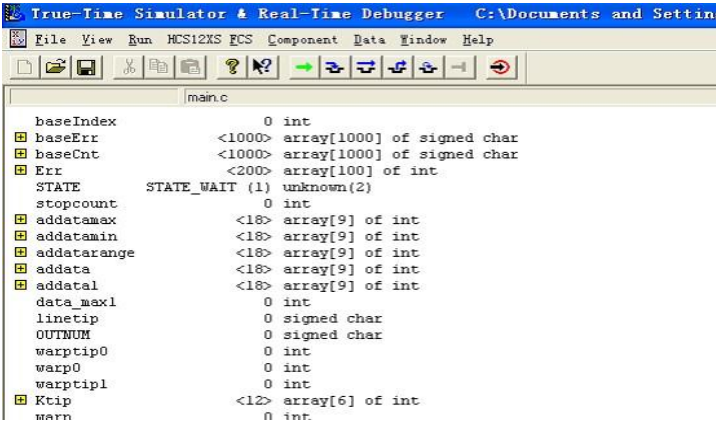 True-Time Simulator & Real-Time Debugger C:\Documents and Settin
File View Run HCS12XS FCS Component Data Window Help
main.c
baseIndex 0 int
baseErr <1000> array[1000] of signed char
baseCnt <1000> array[1000] of signed char
Err <200> array[100] of int
STATE STATE_WAIT (1) unknown(2)
stopcount 0 int
addatamax <18> array[9] of int
addatamin <18> array[9] of int
addatarange <18> array[9] of int
addata <18> array[9] of int
addata1 <18> array[9] of int
data_max1 0 int
linetip 0 signed char
OUTNUM 0 signed char
warptip0 0 int
warp0 0 int
warptip1 0 int
Ktip <12> array[6] of int
warn 0 int